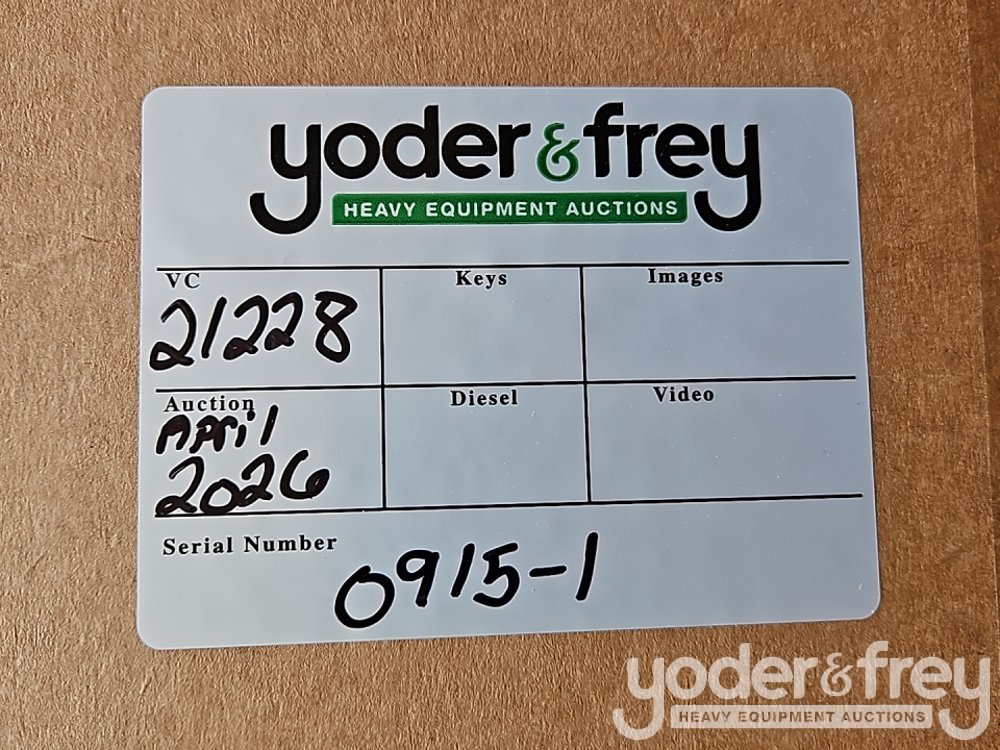 yoder & frey
HEAVY EQUIPMENT AUCTIONS
VC
21228
Keys
Images
Auction
April
2026
Diesel
Video
Serial Number
0915-1
yoder & frey
HEAVY EQUIPMENT AUCTIONS